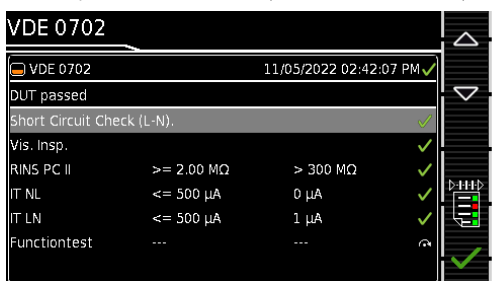 VDE 0702
VDE 0702 11/05/2022 02:42:07 PM
DUT passed
Short Circuit Check (L-N).
Vis. Insp.
RINS PC II >= 2.00 MΩ > 300 MΩ
IT NL <= 500 µA 0 µA
IT LN <= 500 µA 1 µA
Functiontest --- ---